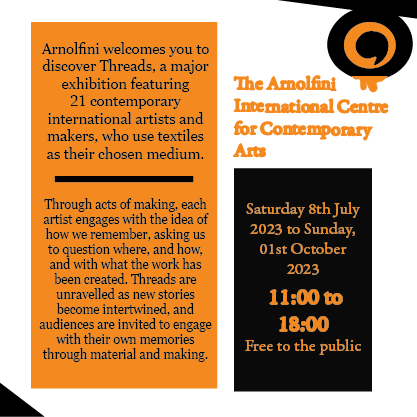 Arnolfini welcomes you to
discover Threads, a major
exhibition featuring
21 contemporary
international artists and
makers, who use textiles
as their chosen medium.
Through acts of making, each
artist engages with the idea of
how we remember, asking us
to question where, and how,
and with what the work has
been created. Threads are
unravelled as new stories
become intertwined, and
audiences are invited to engage
with their own memories
through material and making.
The Arnolfini
International Centre
for Contemporary
Arts
Saturday 8th July
2023 to Sunday,
01st October
2023
11:00 to
18:00
Free to the public